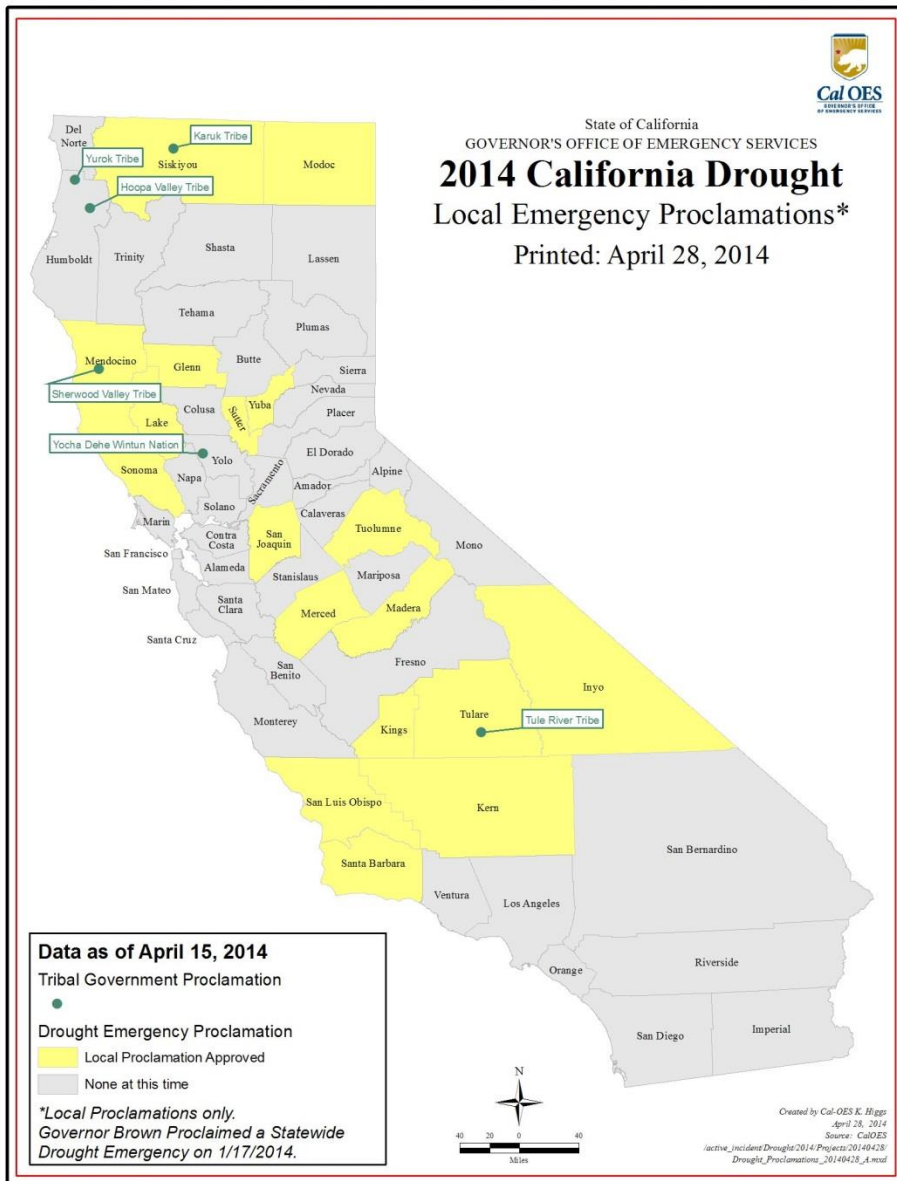 Cal OES
GOVERNOR'S OFFICE
OF EMERGENCY SERVICES
State of California
GOVERNOR'S OFFICE OF EMERGENCY SERVICES
2014 California Drought
Local Emergency Proclamations*
Printed: April 28, 2014
Del
Norte
Karuk Tribe
Yurok Tribe
Siskiyou
Modoc
Hoopa Valley Tribe
Humboldt
Trinity
Shasta
Lassen
Tehama
Plumas
Mendocino
Glenn
Butte
Sierra
Sherwood Valley Tribe
Nevada
Colusa
Sutter
Yuba
Placer
Lake
Yocha Dehe Wintun Nation
Yolo
El Dorado
Sonoma
Napa
Sacramento
Alpine
Amador
Solano
Calaveras
Marin
Contra
Costa
San
Joaquin
Tuolumne
Mono
San Francisco
Alameda
Stanislaus
Mariposa
San Mateo
Santa
Clara
Merced
Madera
Santa Cruz
San
Benito
Fresno
Inyo
Monterey
Kings
Tulare
Tule River Tribe
San Luis Obispo
Kern
San Bernardino
Santa Barbara
Ventura
Los Angeles
Orange
Riverside
San Diego
Imperial
Data as of April 15, 2014
Tribal Government Proclamation
Drought Emergency Proclamation
Local Proclamation Approved
None at this time
*Local Proclamations only.
Governor Brown Proclaimed a Statewide
Drought Emergency on 1/17/2014.
N
40 20 0 40
Miles
Created by Cal-OES K. Higgs
April 28, 2014
Source: CalOES
/active_incident/Drought/2014/Projects/20140428/
Drought_Proclamations_20140428_A.mxd